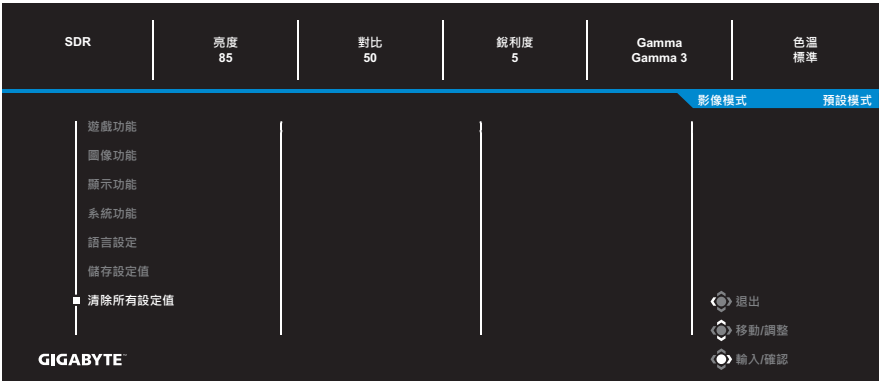 SDR
亮度
85
對比
50
銳利度
5
Gamma
Gamma 3
色溫
標準
影像模式 預設模式
遊戲功能
圖像功能
顯示功能
系統功能
語言設定
儲存設定值
清除所有設定值
退出
移動/調整
輸入/確認
GIGABYTE™